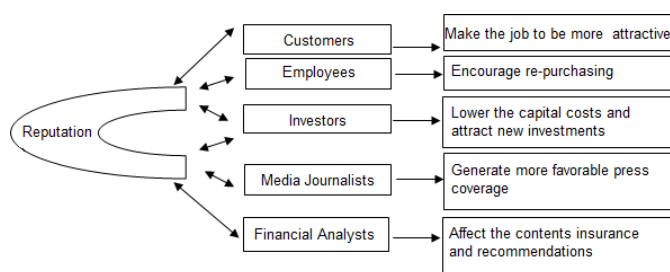 Customers
Make the job to be more attractive
Employees
Encourage re-purchasing
Reputation
Investors
Lower the capital costs and
attract new investments
Media Journalists
Generate more favorable press
coverage
Financial Analysts
Affect the contents insurance
and recommendations